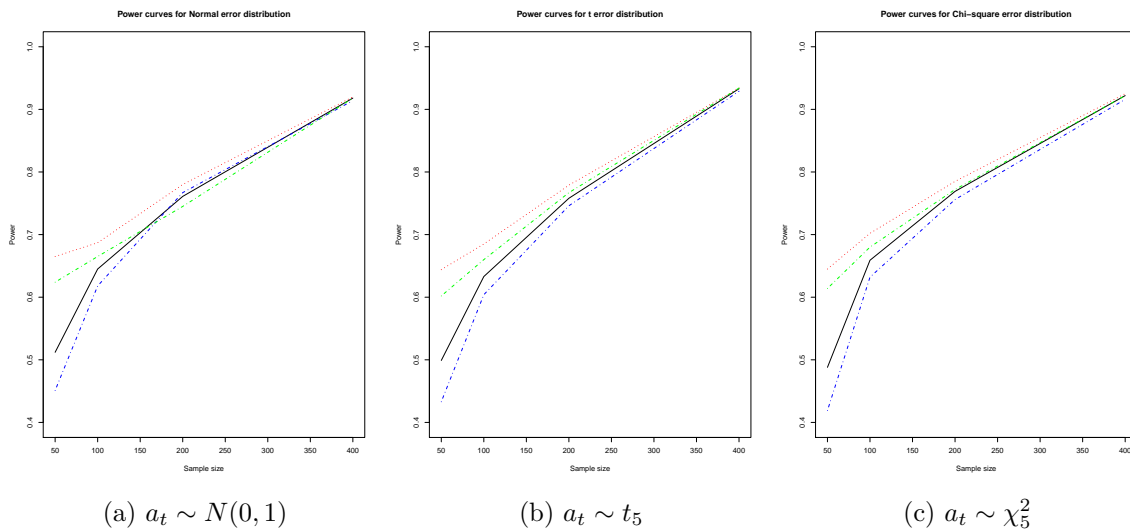 Power curves for Normal error distribution
Power
1.0
0.9
0.8
0.7
0.6
0.5
0.4
50 100 150 200 250 300 350 400
Sample size
(a) a_t ∼ N(0, 1)
Power curves for t error distribution
Power
1.0
0.9
0.8
0.7
0.6
0.5
0.4
50 100 150 200 250 300 350 400
Sample size
(b) a_t ∼ t_5
Power curves for Chi−square error distribution
Power
1.0
0.9
0.8
0.7
0.6
0.5
0.4
50 100 150 200 250 300 350 400
Sample size
(c) a_t ∼ χ_5^2